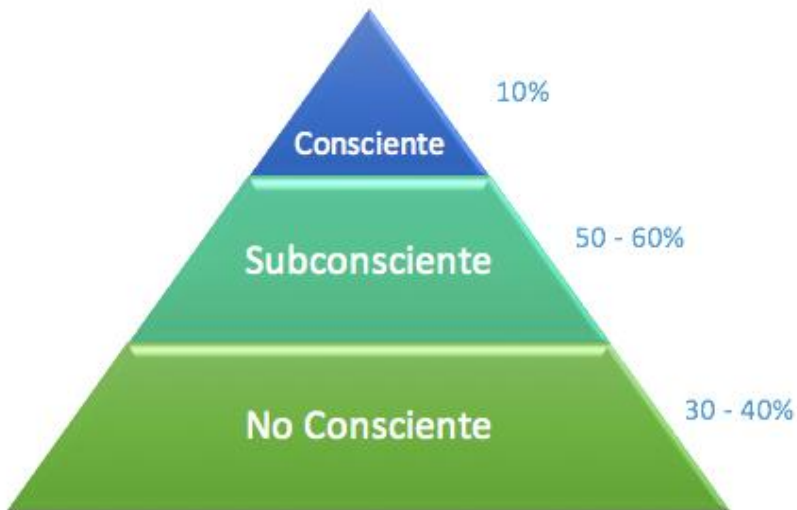 10%
Consciente
50 - 60%
Subconsciente
30 - 40%
No Consciente